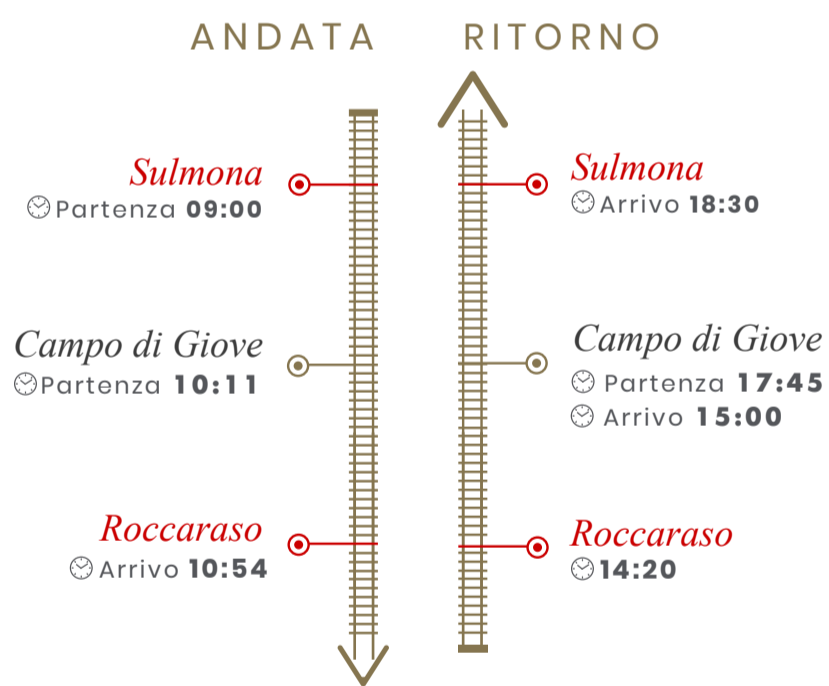 ANDATA
Sulmona
Partenza 09:00
Campo di Giove
Partenza 10:11
Roccaraso
Arrivo 10:54
RITORNO
Sulmona
Arrivo 18:30
Campo di Giove
Partenza 17:45
Arrivo 15:00
Roccaraso
14:20